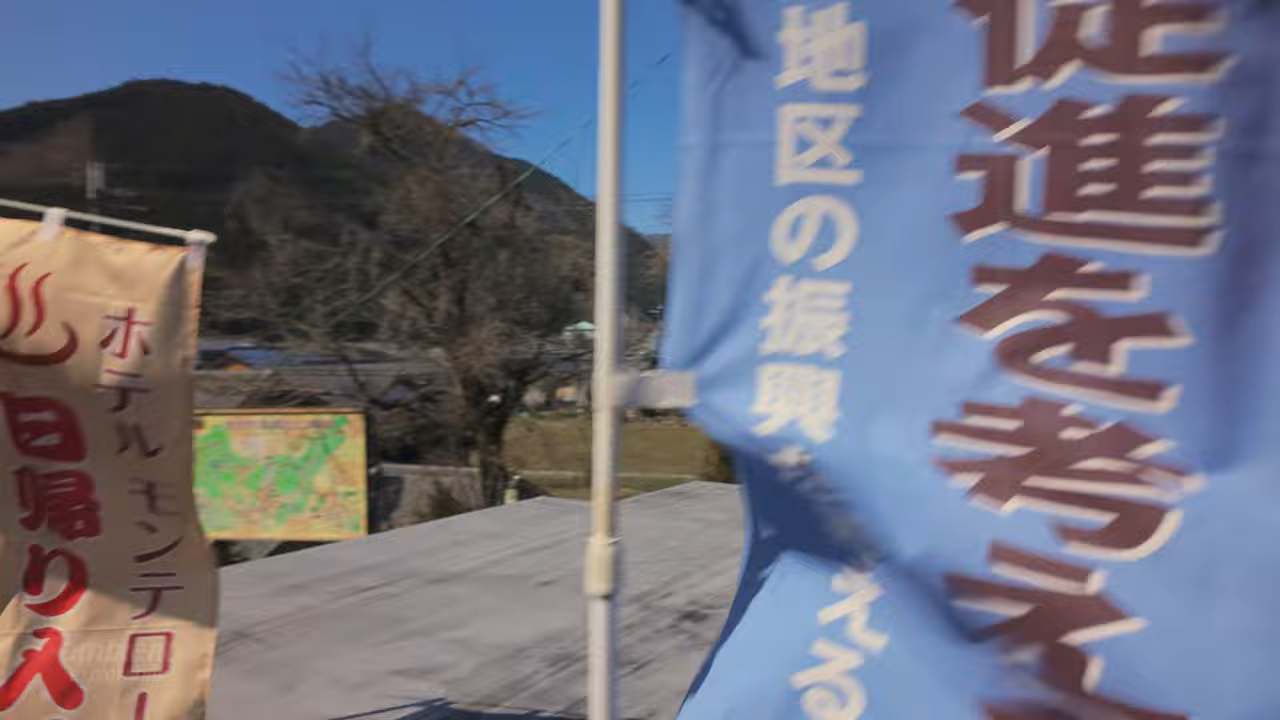 ホテルモンテロー
日帰り入
促進を考え
地区の振興
える